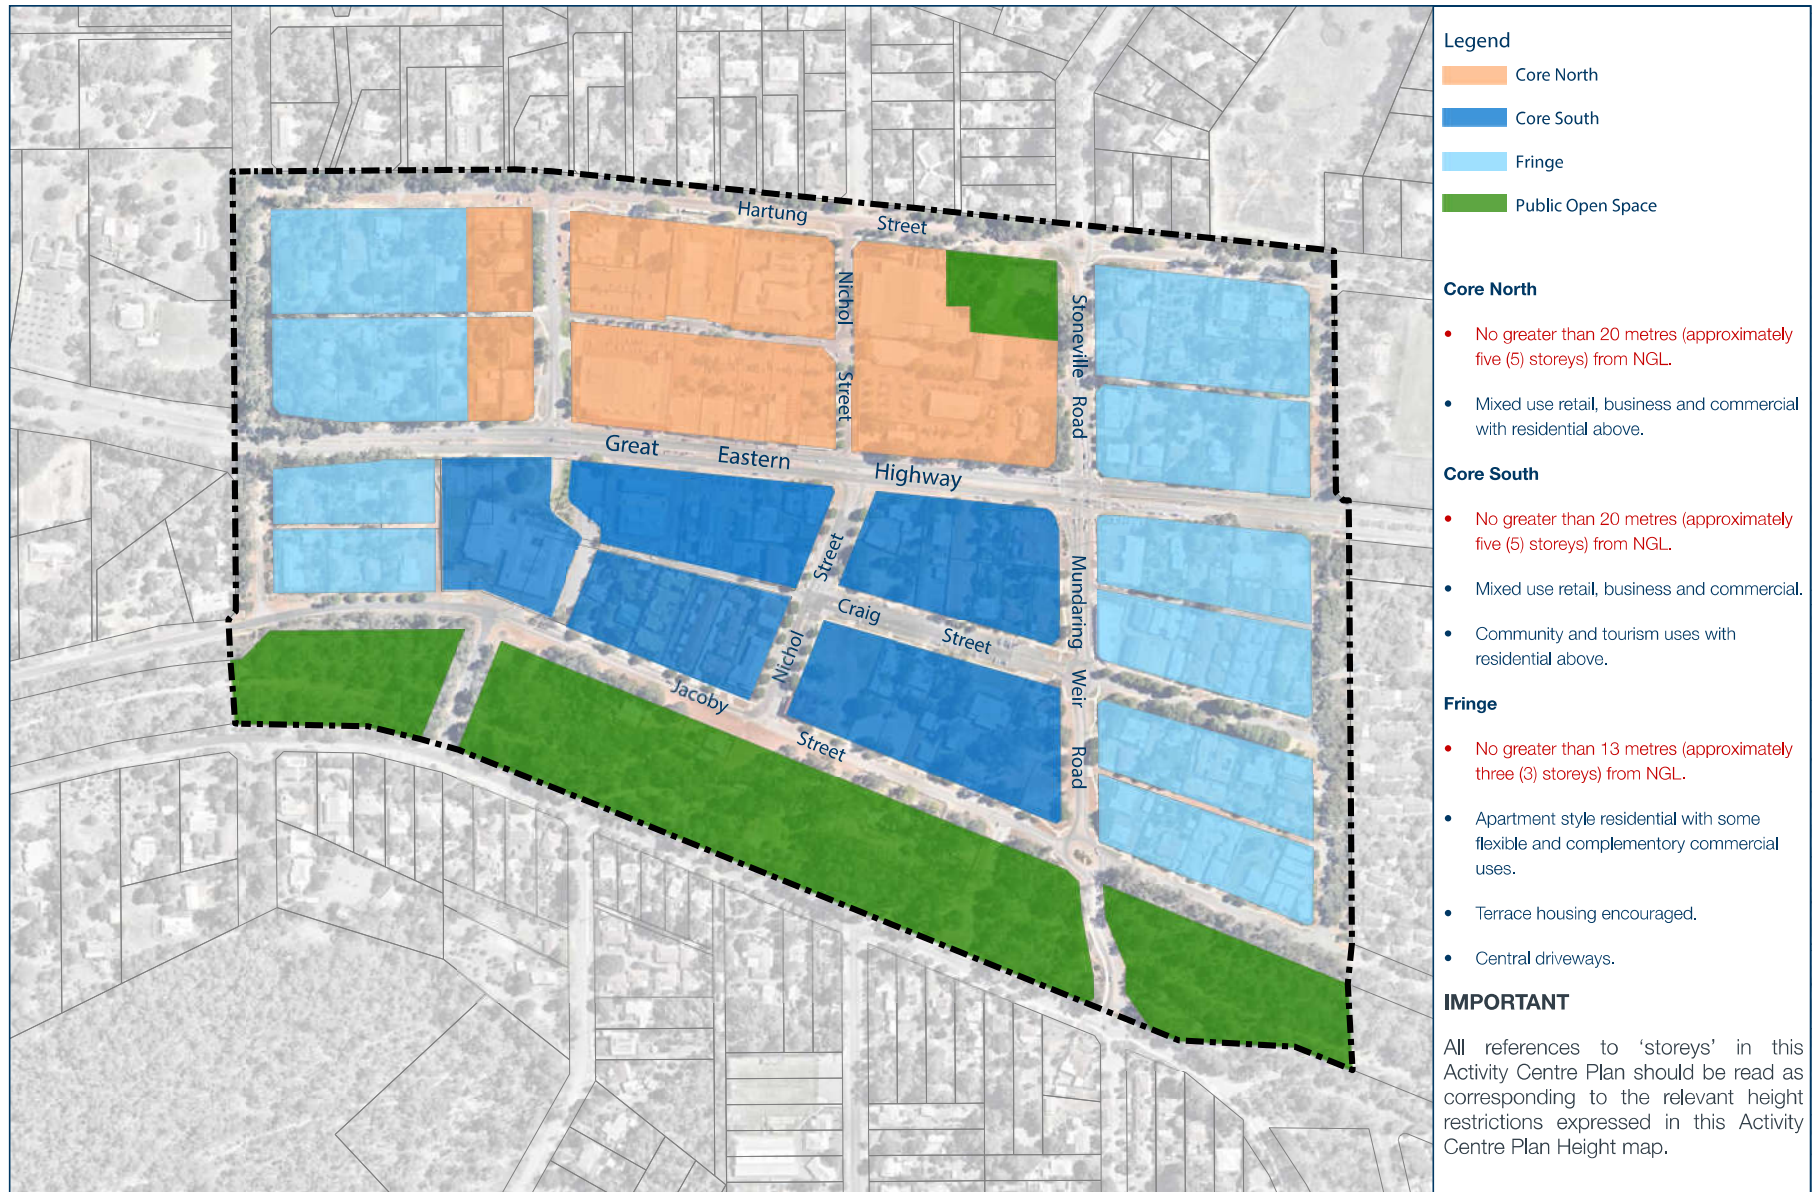 Hartung
Street
Nichol
Street
Stoneville
Road
Great
Eastern
Highway
Street
Nichol
Craig
Street
Mundaring
Weir
Road
Jacoby
Street
Legend
Core North
Core South
Fringe
Public Open Space
Core North
• No greater than 20 metres (approximately
five (5) storeys) from NGL.
• Mixed use retail, business and commercial
with residential above.
Core South
• No greater than 20 metres (approximately
five (5) storeys) from NGL.
• Mixed use retail, business and commercial.
• Community and tourism uses with
residential above.
Fringe
• No greater than 13 metres (approximately
three (3) storeys) from NGL.
• Apartment style residential with some
flexible and complementory commercial
uses.
• Terrace housing encouraged.
• Central driveways.
IMPORTANT
All references to ‘storeys’ in this
Activity Centre Plan should be read as
corresponding to the relevant height
restrictions expressed in this Activity
Centre Plan Height map.